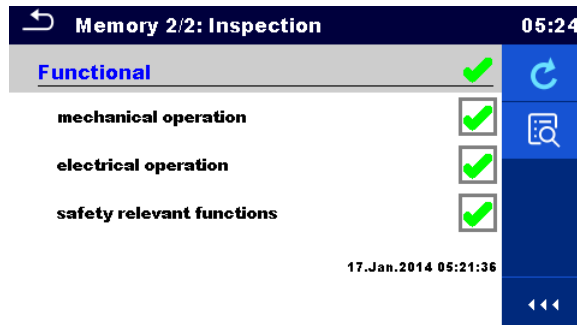 Memory 2/2: Inspection 05:24
Functional
mechanical operation
electrical operation
safety relevant functions
17.Jan.2014 05:21:36